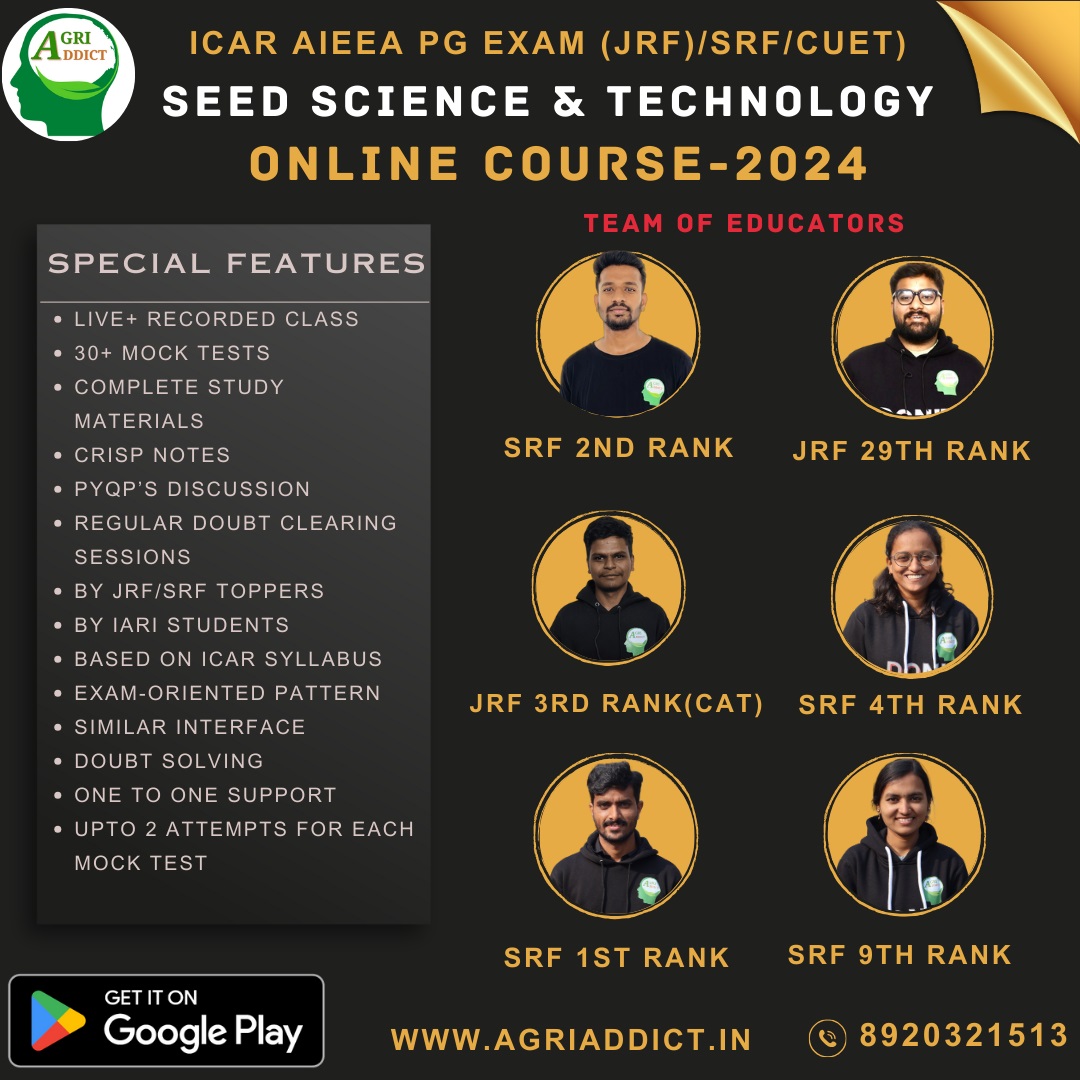 AGRI
ADDICT
ICAR AIEEA PG EXAM (JRF)/SRF/CUET)
SEED SCIENCE & TECHNOLOGY
ONLINE COURSE-2024
SPECIAL FEATURES
• LIVE+ RECORDED CLASS
• 30+ MOCK TESTS
• COMPLETE STUDY
MATERIALS
• CRISP NOTES
• PYQP'S DISCUSSION
• REGULAR DOUBT CLEARING
SESSIONS
• BY JRF/SRF TOPPERS
• BY IARI STUDENTS
• BASED ON ICAR SYLLABUS
• EXAM-ORIENTED PATTERN
• SIMILAR INTERFACE
• DOUBT SOLVING
• ONE TO ONE SUPPORT
• UPTO 2 ATTEMPTS FOR EACH
MOCK TEST
TEAM OF EDUCATORS
SRF 2ND RANK
JRF 29TH RANK
JRF 3RD RANK(CAT)
SRF 4TH RANK
SRF 1ST RANK
SRF 9TH RANK
GET IT ON
Google Play
WWW.AGRIADDICT.IN
8920321513